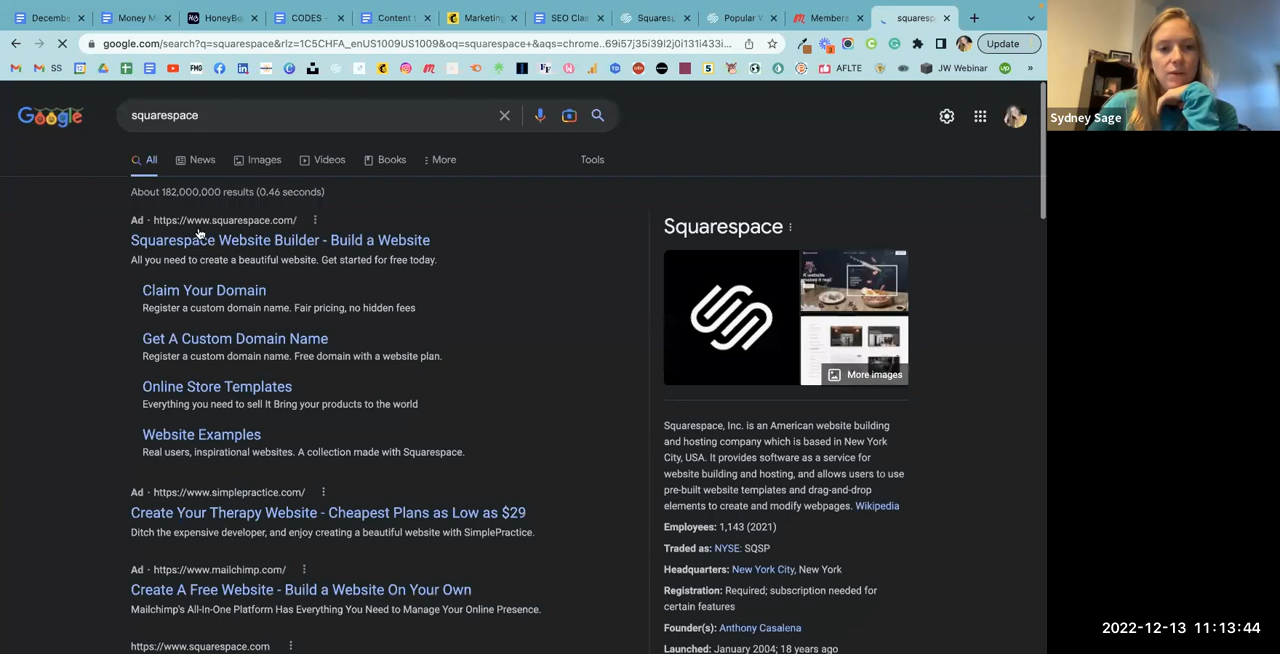 Decembe
Money M
HoneyBo
CODES -
Content
Marketing
SEO Clas
Squaresp
Popular V
Members
squaresp
google.com/search?q=squarespace&rlz=1C5CHFA_enUS1009US1009&oq=squarespace+&aqs=chrome..69i57j35i39l2j0i131i433i...
Update
SS
FMG
AFLTE
JW Webinar
»
Sydney Sage
Google
squarespace
All
News
Images
Videos
Books
More
Tools
About 182,000,000 results (0.46 seconds)
Ad · https://www.squarespace.com/
Squarespace Website Builder - Build a Website
All you need to create a beautiful website. Get started for free today.
Claim Your Domain
Register a custom domain name. Fair pricing, no hidden fees
Get A Custom Domain Name
Register a custom domain name. Free domain with a website plan.
Online Store Templates
Everything you need to sell It Bring your products to the world
Website Examples
Real users, inspirational websites. A collection made with Squarespace.
Ad · https://www.simplepractice.com/
Create Your Therapy Website - Cheapest Plans as Low as $29
Ditch the expensive developer, and enjoy creating a beautiful website with SimplePractice.
Ad · https://www.mailchimp.com/
Create A Free Website - Build a Website On Your Own
Mailchimp's All-In-One Platform Has Everything You Need to Manage Your Online Presence.
https://www.squarespace.com
Squarespace
More images
Squarespace, Inc. is an American website building
and hosting company which is based in New York
City, USA. It provides software as a service for
website building and hosting, and allows users to use
pre-built website templates and drag-and-drop
elements to create and modify webpages. Wikipedia
Employees: 1,143 (2021)
Traded as: NYSE: SQSP
Headquarters: New York City, New York
Registration: Required; subscription needed for
certain features
Founder(s): Anthony Casalena
Launched: January 2004; 18 years ago
2022-12-13 11:13:44